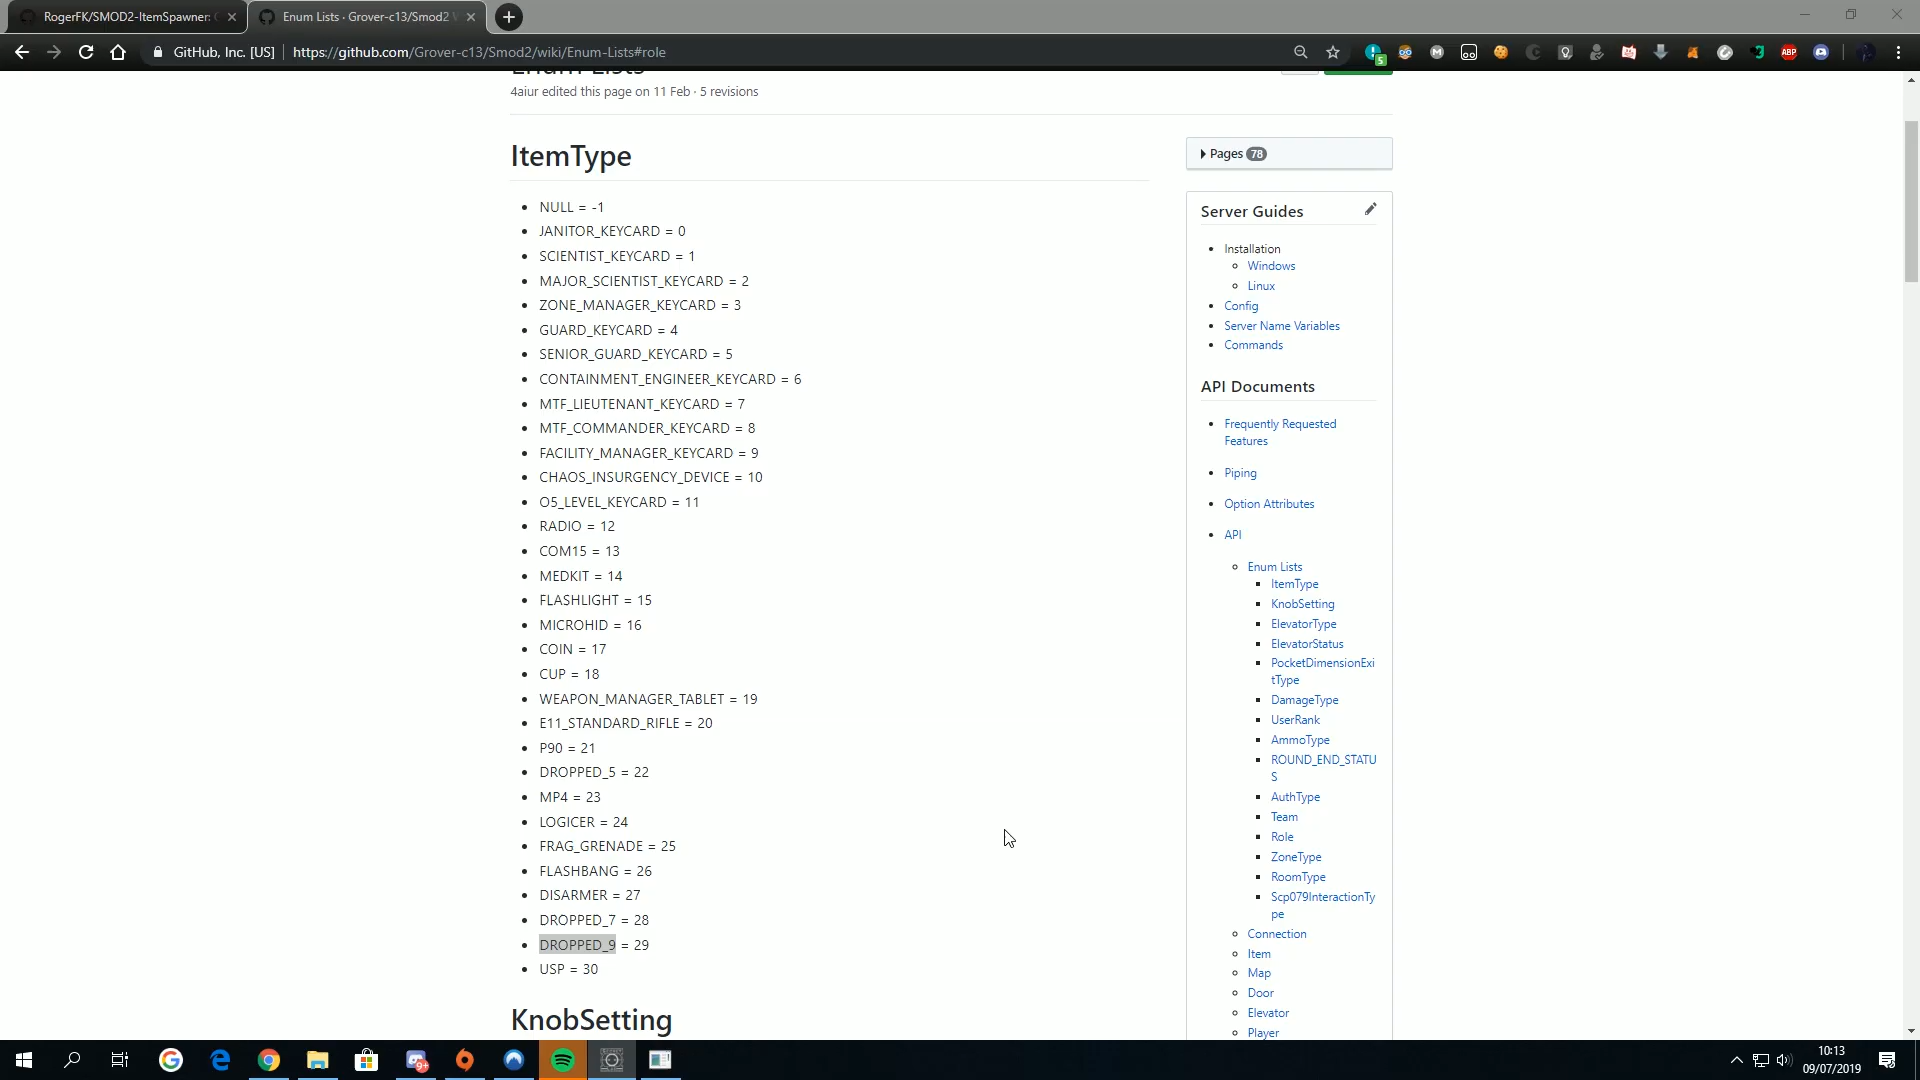 RogerFK/SMOD2-ItemSpawner:
Enum Lists · Grover-c13/Smod2
GitHub, Inc. [US]
https://github.com/Grover-c13/Smod2/wiki/Enum-Lists#role
5
ABP
Enum Lists
4aiur edited this page on 11 Feb · 5 revisions
ItemType
NULL = -1
JANITOR_KEYCARD = 0
SCIENTIST_KEYCARD = 1
MAJOR_SCIENTIST_KEYCARD = 2
ZONE_MANAGER_KEYCARD = 3
GUARD_KEYCARD = 4
SENIOR_GUARD_KEYCARD = 5
CONTAINMENT_ENGINEER_KEYCARD = 6
MTF_LIEUTENANT_KEYCARD = 7
MTF_COMMANDER_KEYCARD = 8
FACILITY_MANAGER_KEYCARD = 9
CHAOS_INSURGENCY_DEVICE = 10
O5_LEVEL_KEYCARD = 11
RADIO = 12
COM15 = 13
MEDKIT = 14
FLASHLIGHT = 15
MICROHID = 16
COIN = 17
CUP = 18
WEAPON_MANAGER_TABLET = 19
E11_STANDARD_RIFLE = 20
P90 = 21
DROPPED_5 = 22
MP4 = 23
LOGICER = 24
FRAG_GRENADE = 25
FLASHBANG = 26
DISARMER = 27
DROPPED_7 = 28
DROPPED_9 = 29
USP = 30
KnobSetting
Pages 78
Server Guides
Installation
Windows
Linux
Config
Server Name Variables
Commands
API Documents
Frequently Requested
Features
Piping
Option Attributes
API
Enum Lists
ItemType
KnobSetting
ElevatorType
ElevatorStatus
PocketDimensionExi
tType
DamageType
UserRank
AmmoType
ROUND_END_STATU
S
AuthType
Team
Role
ZoneType
RoomType
Scp079InteractionTy
pe
Connection
Item
Map
Door
Elevator
Player
9+
10:13
09/07/2019